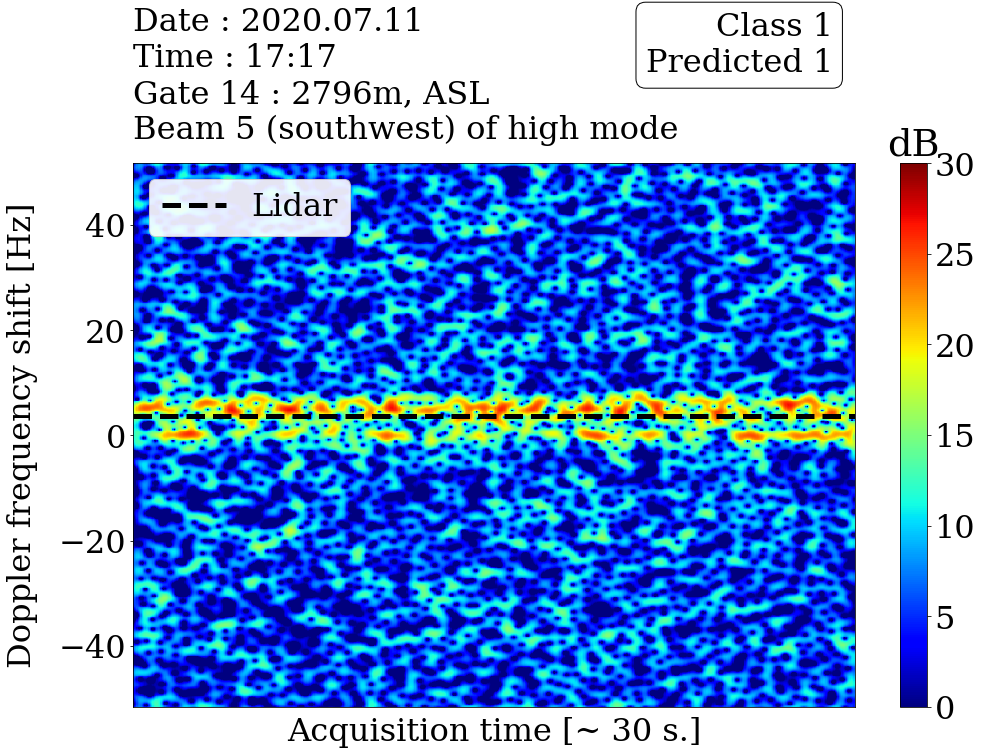 Date : 2020.07.11
Time : 17:17
Gate 14 : 2796m, ASL
Beam 5 (southwest) of high mode
Class 1
Predicted 1
dB
Lidar
Doppler frequency shift [Hz]
40
20
0
−20
−40
30
25
20
15
10
5
0
Acquisition time [~ 30 s.]